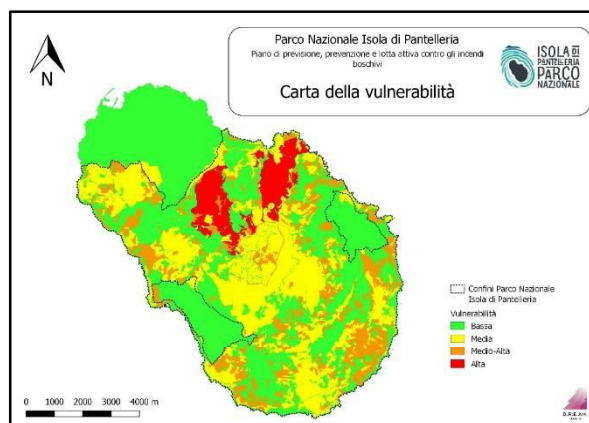 Parco Nazionale Isola di Pantelleria
Piano di previsione, prevenzione e lotta attiva contro gli incendi
boschivi
Carta della vulnerabilità
ISOLA DI
PANTELLERIA
PARCO
NAZIONALE
N
Confini Parco Nazionale
Isola di Pantelleria
Vulnerabilità
Bassa
Media
Medio-Alta
Alta
0 1000 2000 3000 4000 m
D.R.E.AM